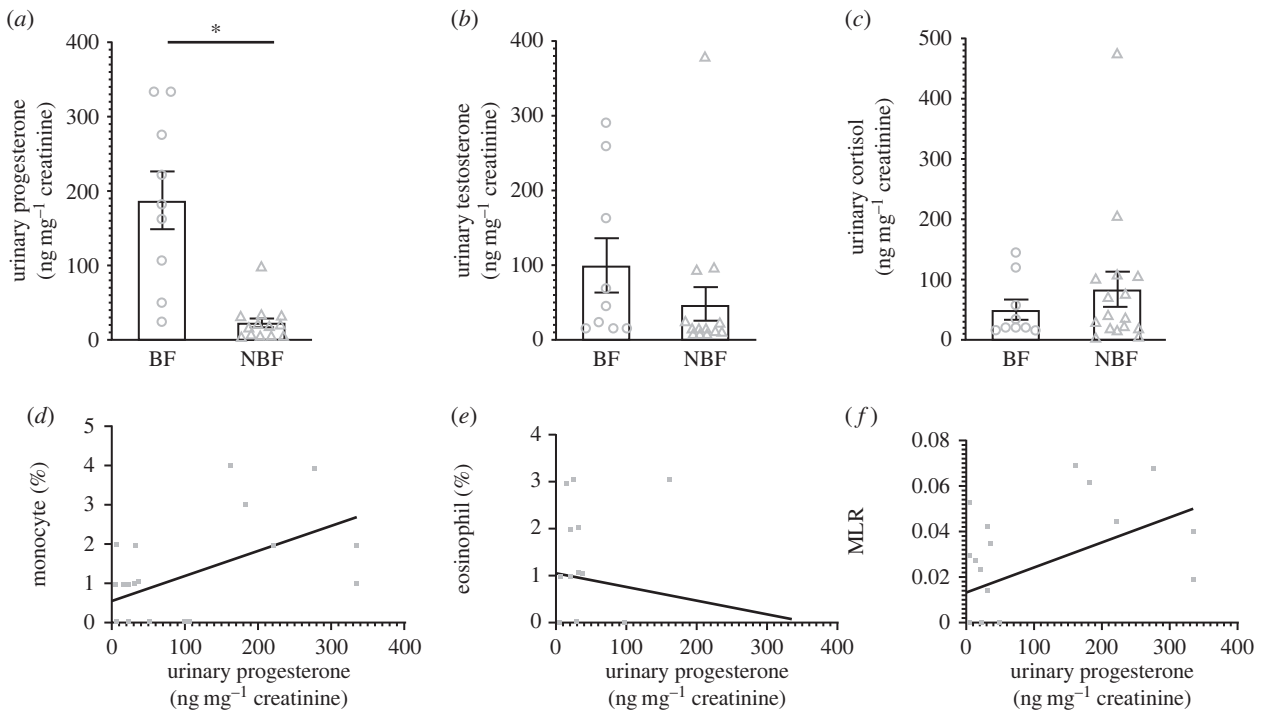 (a)
*
400
300
200
100
0
urinary progesterone
(ng mg⁻¹ creatinine)
BF NBF
(b)
400
300
200
100
0
urinary testosterone
(ng mg⁻¹ creatinine)
BF NBF
(c)
500
400
300
200
100
0
urinary cortisol
(ng mg⁻¹ creatinine)
BF NBF
(d)
5
4
3
2
1
0
monocyte (%)
0 100 200 300 400
urinary progesterone
(ng mg⁻¹ creatinine)
(e)
4
3
2
1
0
eosinophil (%)
0 100 200 300 400
urinary progesterone
(ng mg⁻¹ creatinine)
(f)
0.08
0.06
0.04
0.02
0
MLR
0 100 200 300 400
urinary progesterone
(ng mg⁻¹ creatinine)